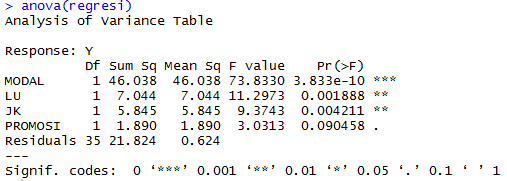 > anova(regresi)
Analysis of Variance Table

Response: Y
          Df Sum Sq Mean Sq F value    Pr(>F)
MODAL      1 46.038  46.038 73.8330 3.833e-10 ***
LU         1  7.044   7.044 11.2973  0.001888 **
JK         1  5.845   5.845  9.3743  0.004211 **
PROMOSI    1  1.890   1.890  3.0313  0.090458 .
Residuals 35 21.824   0.624
---
Signif. codes:  0 ‘***’ 0.001 ‘**’ 0.01 ‘*’ 0.05 ‘.’ 0.1 ‘ ’ 1